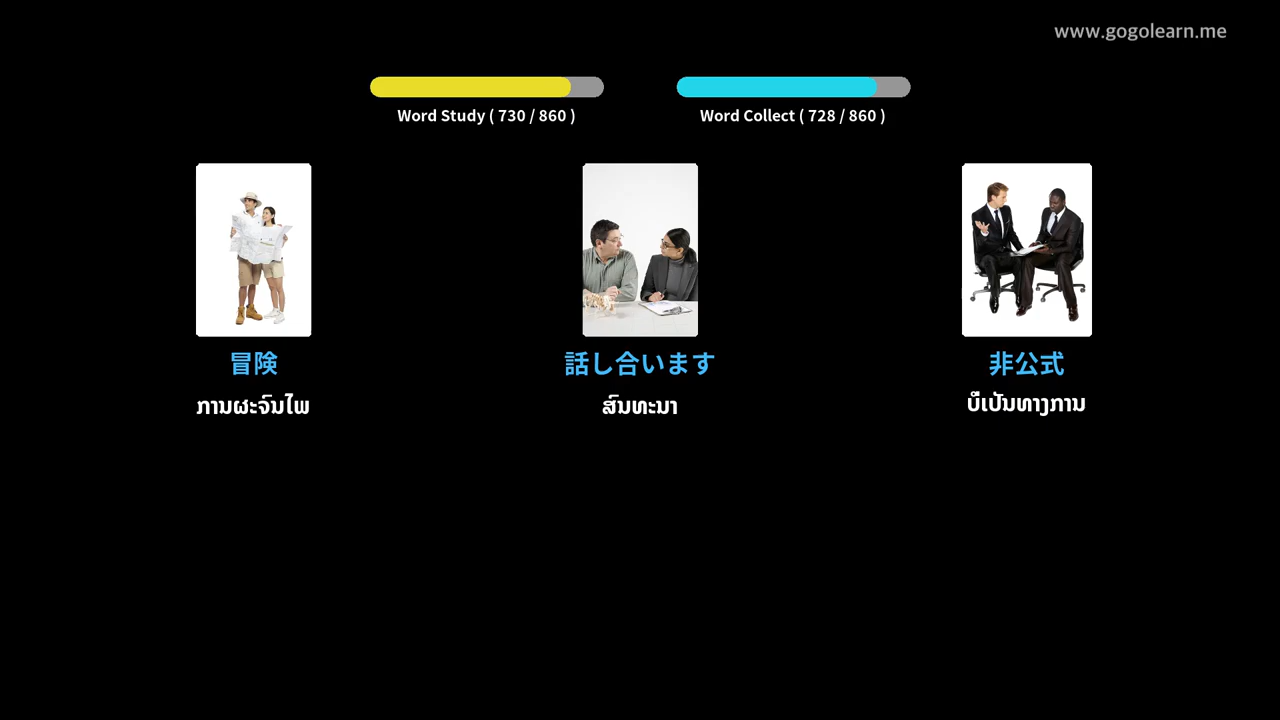 www.gogolearn.me
Word Study ( 730 / 860 )
Word Collect ( 728 / 860 )
冒険
話し合います
非公式
ການຜະຈົນໄພ
ສົນທະນາ
ບໍ່ເປັນທາງການ